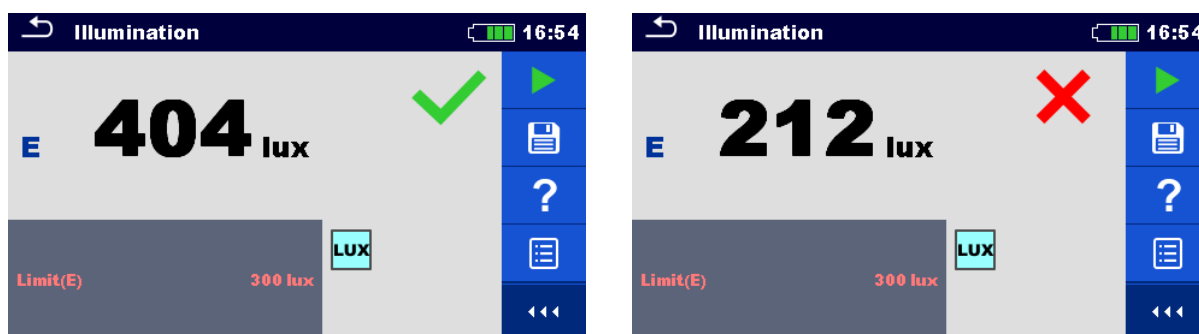 Illumination 16:54
E 404 lux
?
LUX
Limit(E) 300 lux
Illumination 16:54
E 212 lux
?
LUX
Limit(E) 300 lux